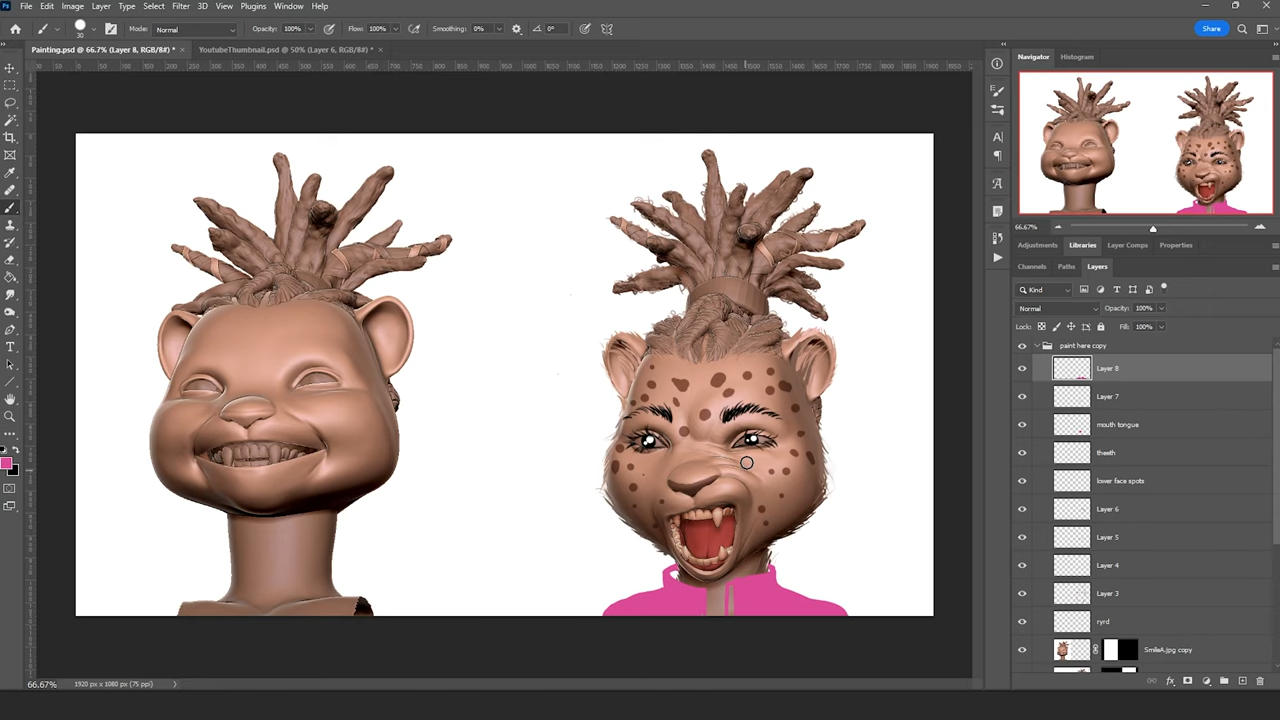 Ps File Edit Image Layer Type Select Filter 3D View Plugins Window Help
30 Mode: Normal Opacity: 100% Flow: 100% Smoothing: 0% 0° Share
Painting.psd @ 66.7% (Layer 8, RGB/8#) * × YoutubeThumbnail.psd @ 50% (Layer 6, RGB/8#) * ×
Navigator Histogram
66.67%
Adjustments Libraries Layer Comps Properties
Channels Paths Layers
Kind
Normal Opacity: 100%
Lock: Fill: 100%
paint here copy
Layer 8
Layer 7
mouth tongue
theeth
lower face spots
Layer 6
Layer 5
Layer 4
Layer 3
ryrd
SmileA.jpg copy
66.67% 1920 px x 1080 px (75 ppi)